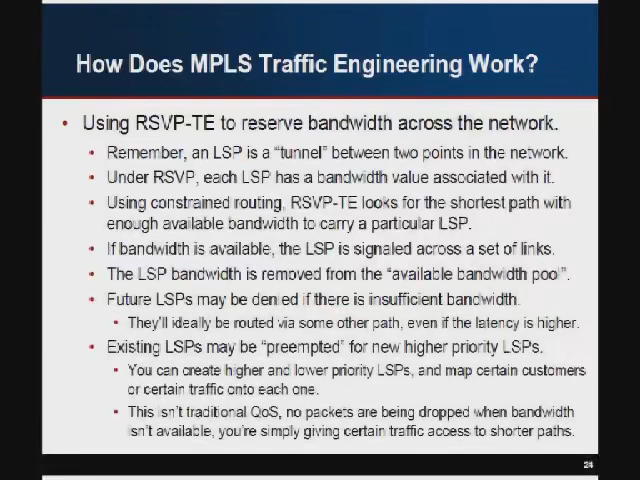 How Does MPLS Traffic Engineering Work?
• Using RSVP-TE to reserve bandwidth across the network.
• Remember, an LSP is a “tunnel” between two points in the network.
• Under RSVP, each LSP has a bandwidth value associated with it.
• Using constrained routing, RSVP-TE looks for the shortest path with
enough available bandwidth to carry a particular LSP.
• If bandwidth is available, the LSP is signaled across a set of links.
• The LSP bandwidth is removed from the “available bandwidth pool”.
• Future LSPs may be denied if there is insufficient bandwidth.
• They’ll ideally be routed via some other path, even if the latency is higher.
• Existing LSPs may be “preempted” for new higher priority LSPs.
• You can create higher and lower priority LSPs, and map certain customers
or certain traffic onto each one.
• This isn’t traditional QoS, no packets are being dropped when bandwidth
isn’t available, you’re simply giving certain traffic access to shorter paths.
24